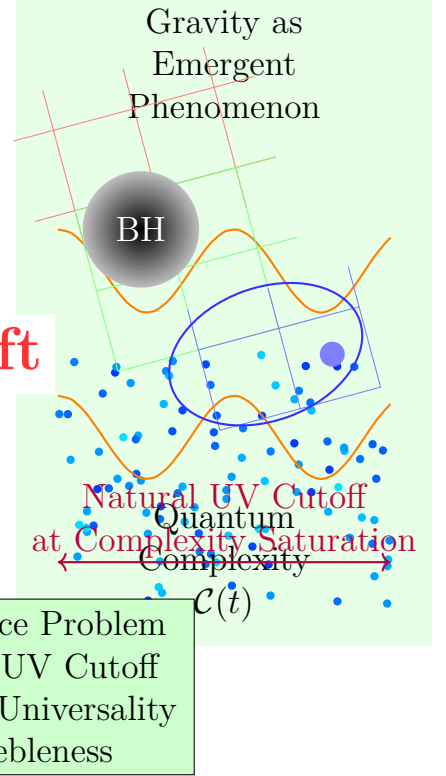 Gravity as
Emergent
Phenomenon
BH
ft
Natural UV Cutoff
at Complexity Saturation
Quantum
Complexity
C(t)
ce Problem
UV Cutoff
Universality
ebleness